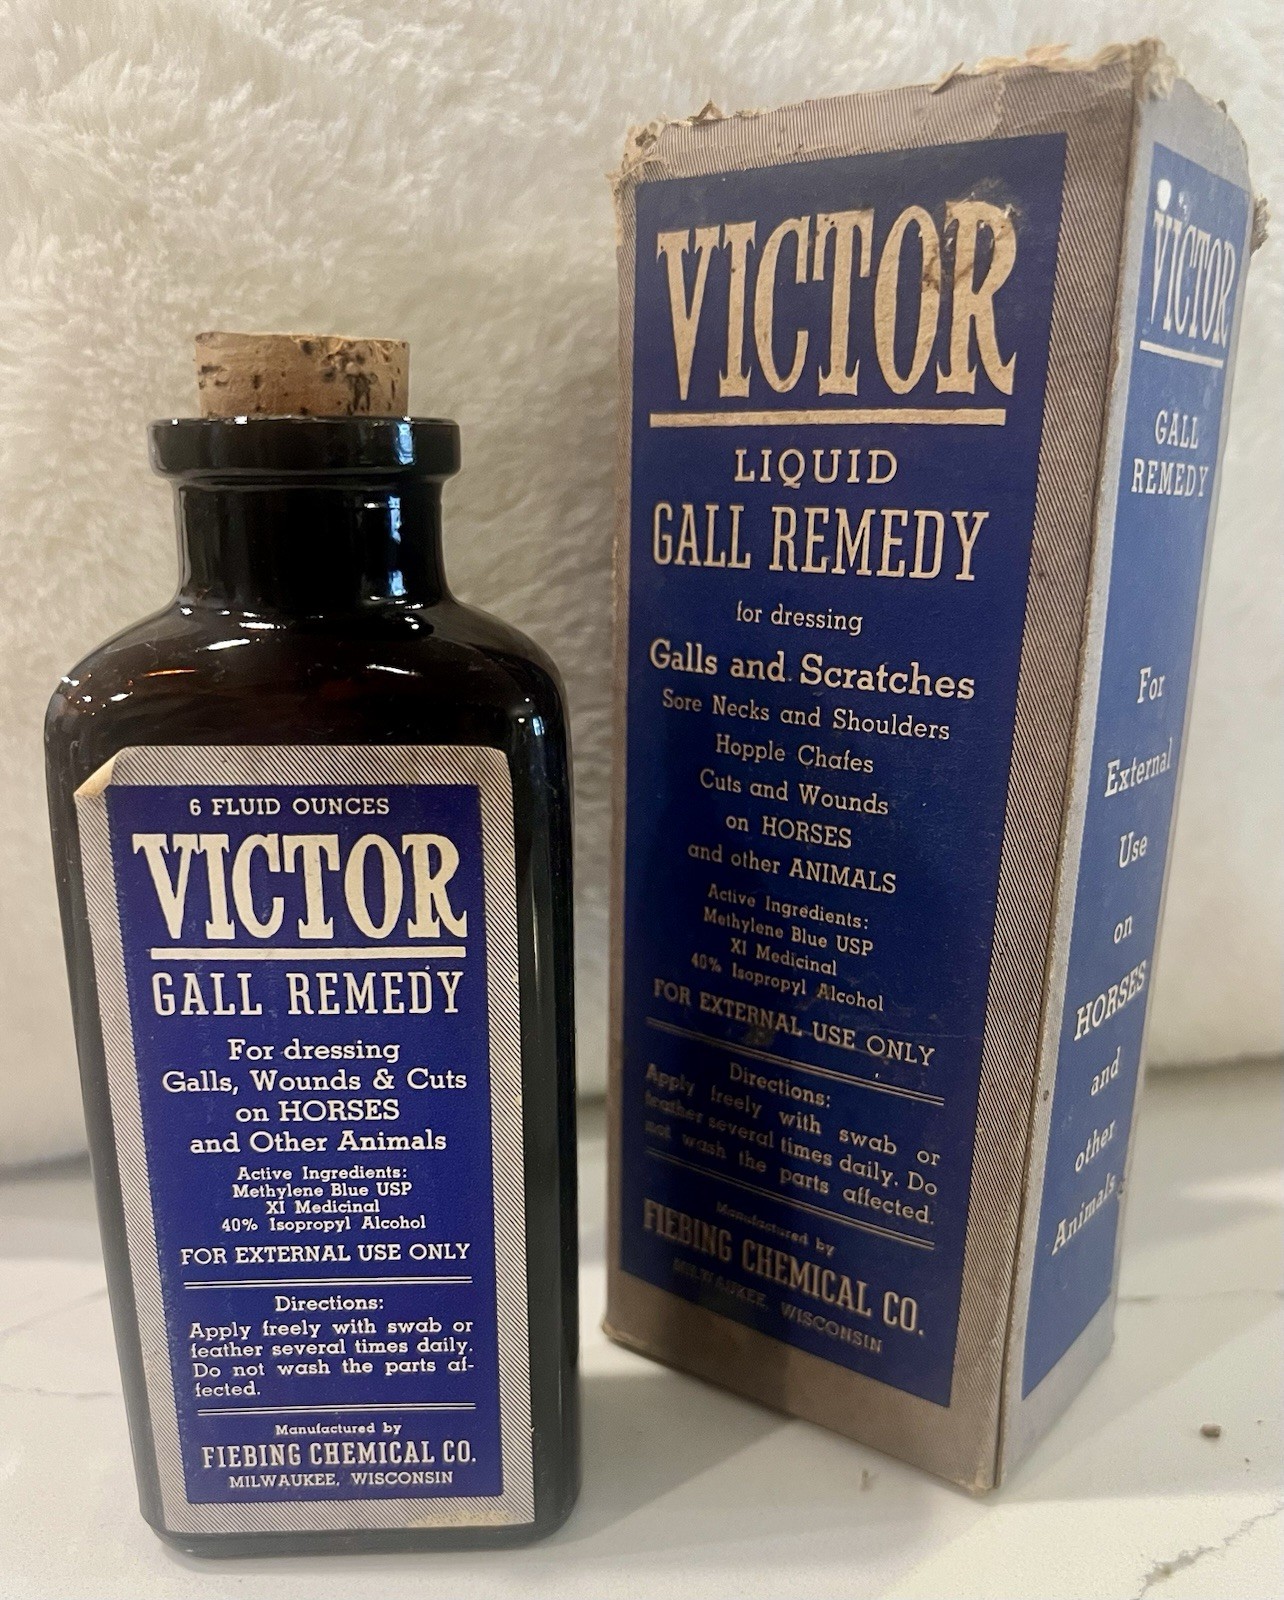 6 FLUID OUNCES
VICTOR
GALL REMEDY
For dressing
Galls, Wounds & Cuts
on HORSES
and Other Animals
Active Ingredients:
Methylene Blue USP
XI Medicinal
40% Isopropyl Alcohol
FOR EXTERNAL USE ONLY
Directions:
Apply freely with swab or
feather several times daily.
Do not wash the parts af-
fected.
Manufactured by
FIEBING CHEMICAL CO.
MILWAUKEE, WISCONSIN
VICTOR
LIQUID
GALL REMEDY
for dressing
Galls and Scratches
Sore Necks and Shoulders
Hopple Chafes
Cuts and Wounds
on HORSES
and other ANIMALS
Active Ingredients:
Methylene Blue USP
XI Medicinal
40% Isopropyl Alcohol
FOR EXTERNAL USE ONLY
Directions:
Apply freely with swab or
feather several times daily. Do
not wash the parts affected.
Manufactured by
FIEBING CHEMICAL CO.
MILWAUKEE, WISCONSIN
VICTOR
GALL
REMEDY
For
External
Use
on
HORSES
and
other
Animals